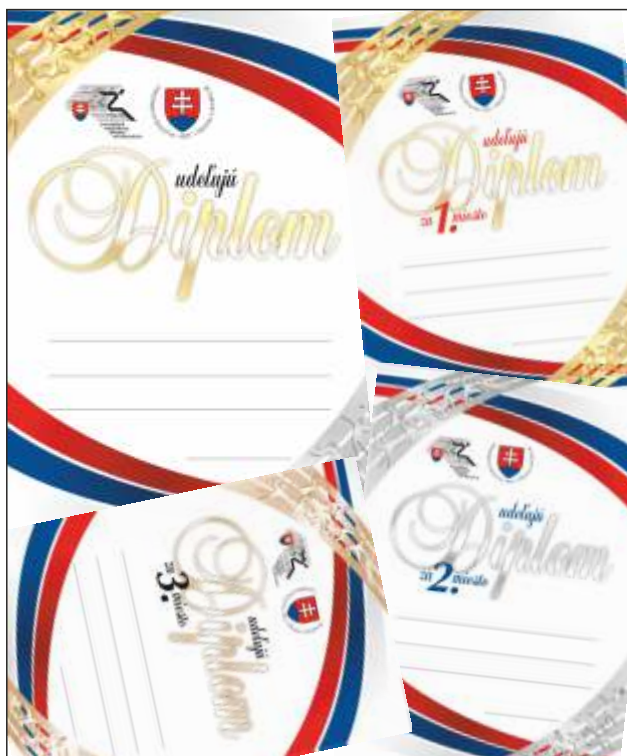 udeľujú
Diplom
udeľujú
Diplom
za 1. miesto
udeľujú
Diplom
za 2. miesto
udeľujú
Diplom
za 3. miesto